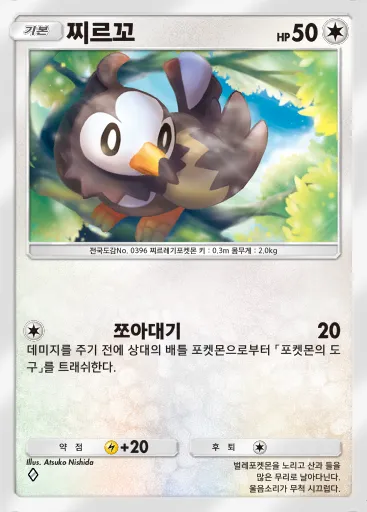 기본 찌르꼬 HP 50
전국도감No. 0396 찌르레기포켓몬 키 : 0.3m 몸무게 : 2.0kg
쪼아대기 20
데미지를 주기 전에 상대의 배틀 포켓몬으로부터 「포켓몬의 도
구」를 트래쉬한다.
약점 +20 후퇴
Illus. Atsuko Nishida
벌레포켓몬을 노리고 산과 들을
많은 무리로 날아다닌다.
울음소리가 무척 시끄럽다.